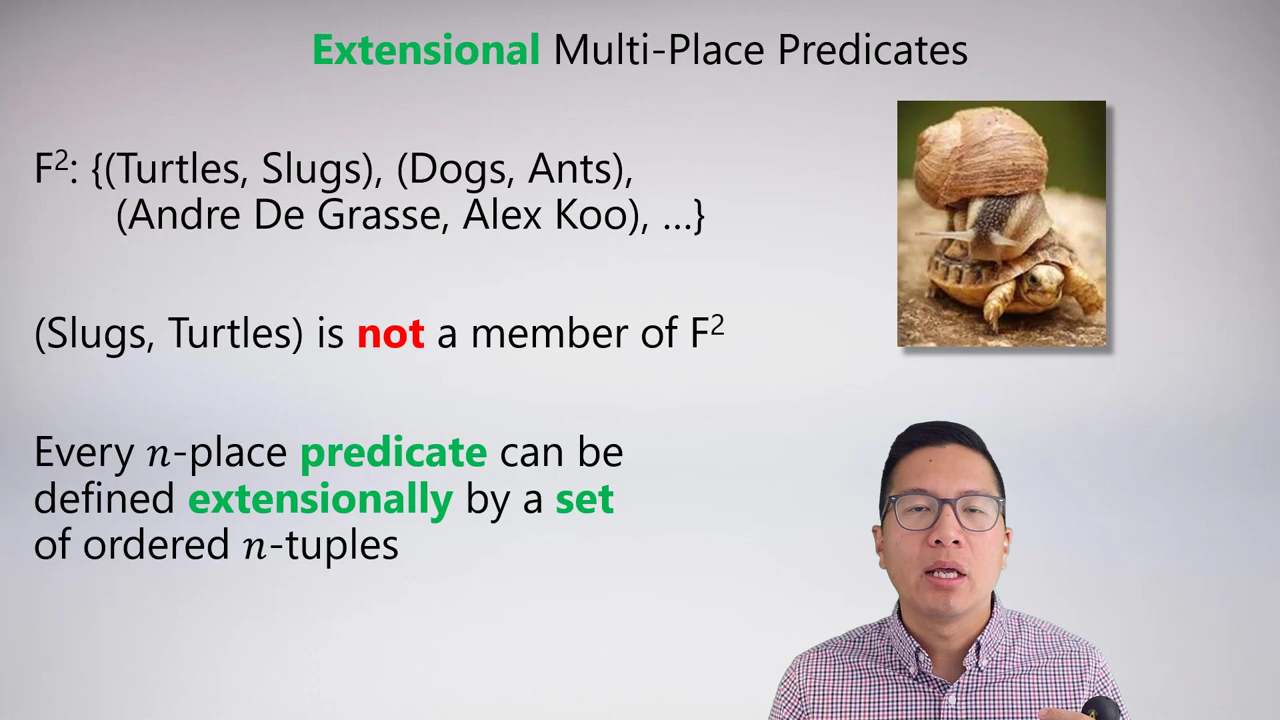 Extensional Multi-Place Predicates
F²: {(Turtles, Slugs), (Dogs, Ants),
(Andre De Grasse, Alex Koo), ...}
(Slugs, Turtles) is not a member of F²
Every n-place predicate can be
defined extensionally by a set
of ordered n-tuples